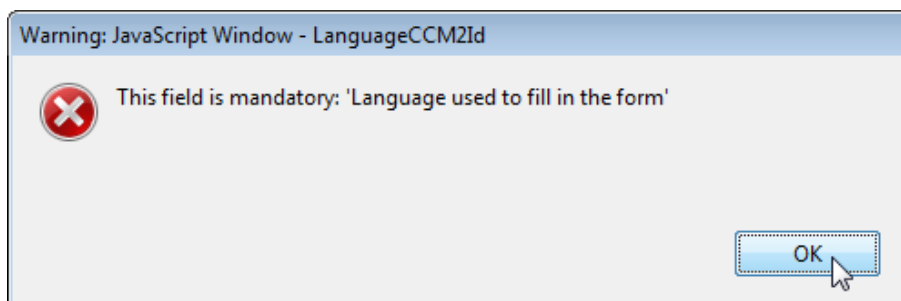 Warning: JavaScript Window - LanguageCCM2Id
This field is mandatory: 'Language used to fill in the form'
OK